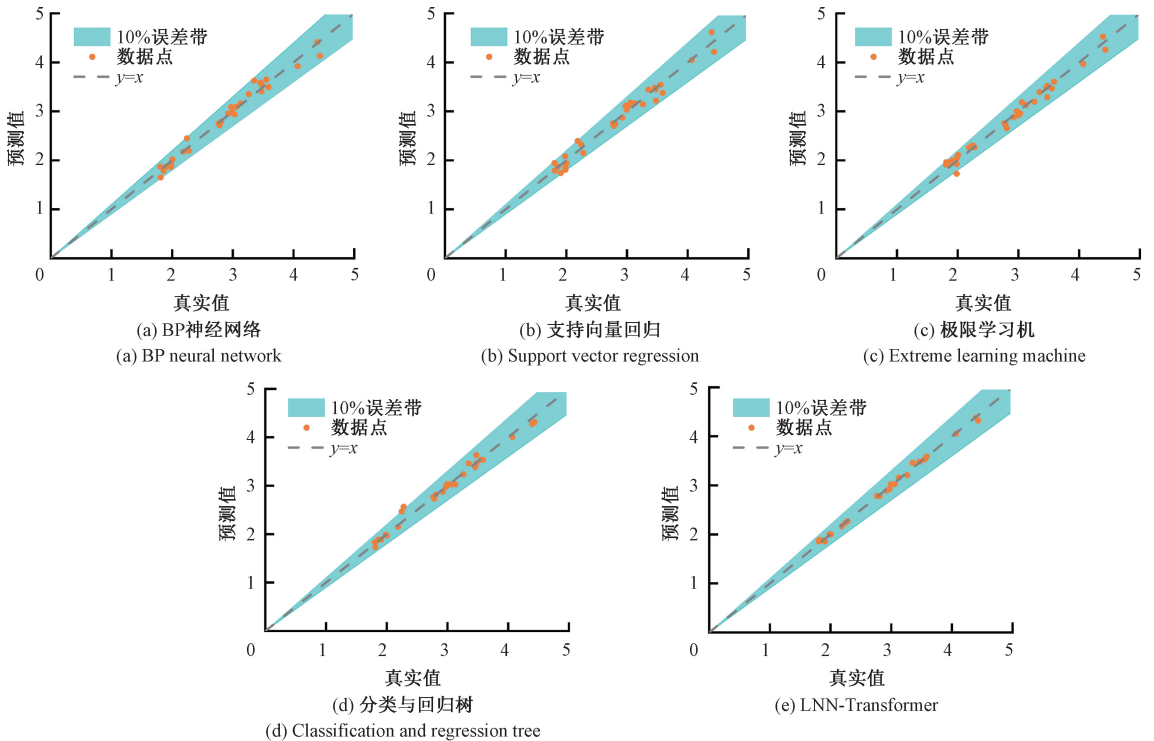 5
4
3
2
1
0
1
2
3
4
5
预测值
真实值
10%误差带
数据点
y=x
(a) BP神经网络
(a) BP neural network
5
4
3
2
1
0
1
2
3
4
5
预测值
真实值
10%误差带
数据点
y=x
(b) 支持向量回归
(b) Support vector regression
5
4
3
2
1
0
1
2
3
4
5
预测值
真实值
10%误差带
数据点
y=x
(c) 极限学习机
(c) Extreme learning machine
5
4
3
2
1
0
1
2
3
4
5
预测值
真实值
10%误差带
数据点
y=x
(d) 分类与回归树
(d) Classification and regression tree
5
4
3
2
1
0
1
2
3
4
5
预测值
真实值
10%误差带
数据点
y=x
(e) LNN-Transformer